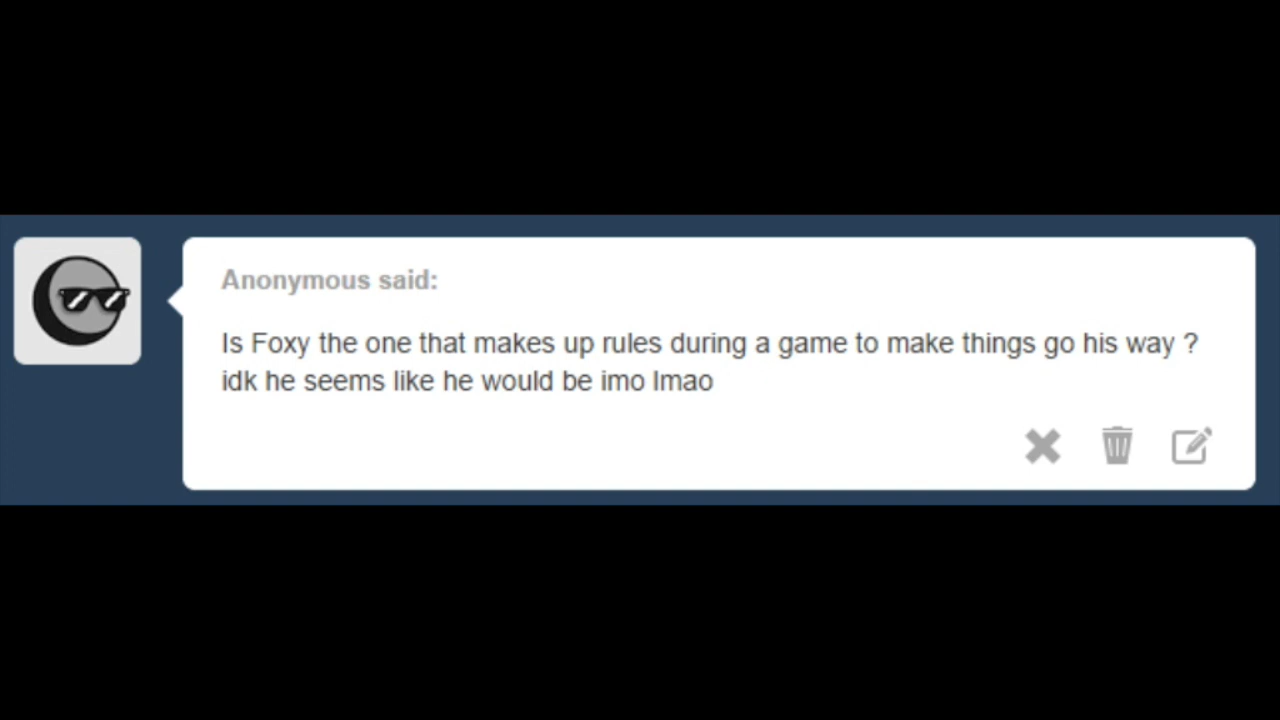 Anonymous said:
Is Foxy the one that makes up rules during a game to make things go his way ?
idk he seems like he would be imo lmao